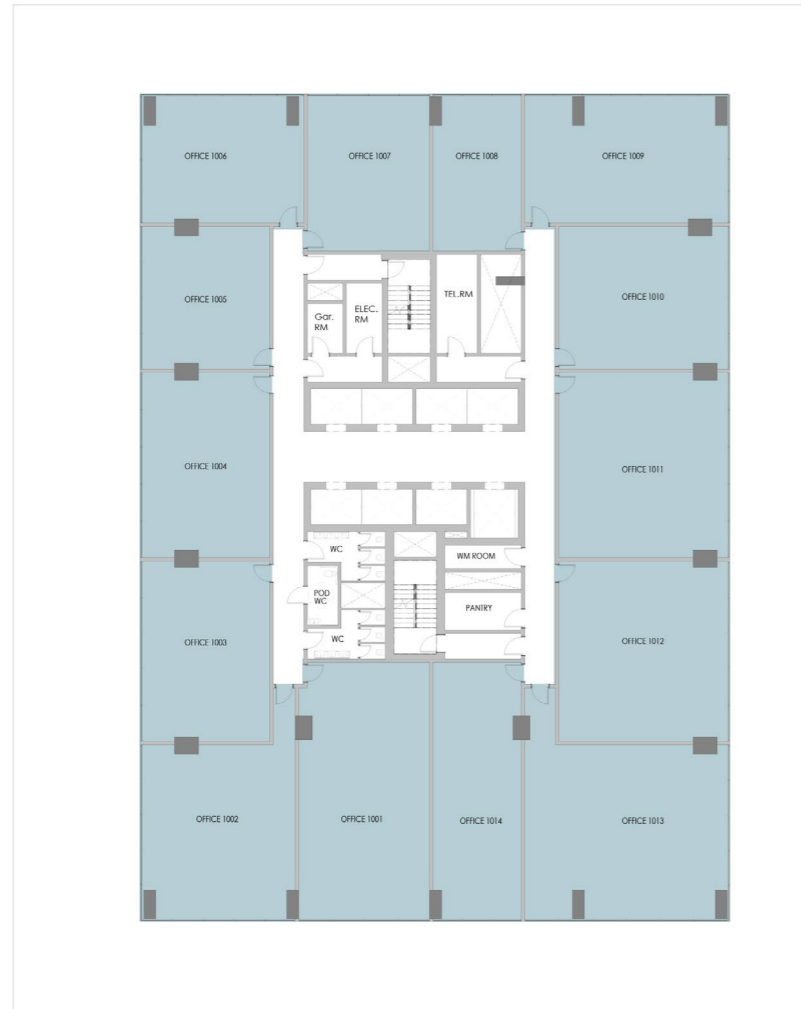 OFFICE 1006
OFFICE 1007
OFFICE 1008
OFFICE 1009
OFFICE 1005
TEL.RM
OFFICE 1010
Gar.
RM
ELEC.
RM
OFFICE 1004
OFFICE 1011
WC
WM ROOM
POD
WC
PANTRY
OFFICE 1003
WC
OFFICE 1012
OFFICE 1002
OFFICE 1001
OFFICE 1014
OFFICE 1013